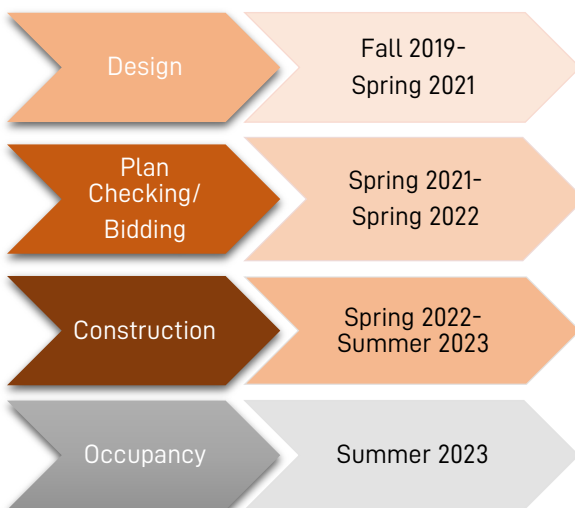 Design
Fall 2019-
Spring 2021
Plan
Checking/
Bidding
Spring 2021-
Spring 2022
Construction
Spring 2022-
Summer 2023
Occupancy
Summer 2023